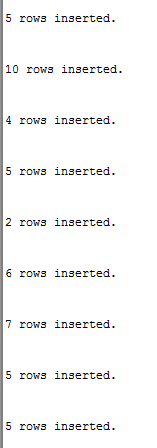 5 rows inserted.
10 rows inserted.
4 rows inserted.
5 rows inserted.
2 rows inserted.
6 rows inserted.
7 rows inserted.
5 rows inserted.
5 rows inserted.